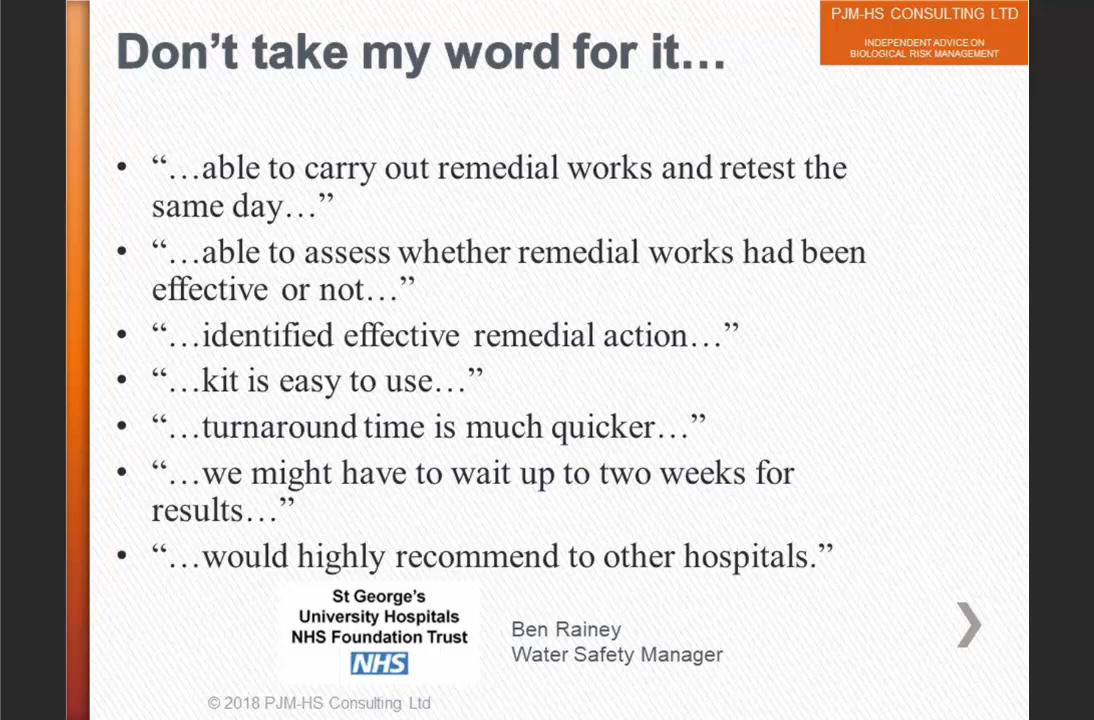 PJM-HS CONSULTING LTD
INDEPENDENT ADVICE ON
BIOLOGICAL RISK MANAGEMENT
Don’t take my word for it…
• “…able to carry out remedial works and retest the
same day…”
• “…able to assess whether remedial works had been
effective or not…”
• “…identified effective remedial action…”
• “…kit is easy to use…”
• “…turnaround time is much quicker…”
• “…we might have to wait up to two weeks for
results…”
• “…would highly recommend to other hospitals.”
St George’s
University Hospitals
NHS Foundation Trust
NHS
Ben Rainey
Water Safety Manager
© 2018 PJM-HS Consulting Ltd